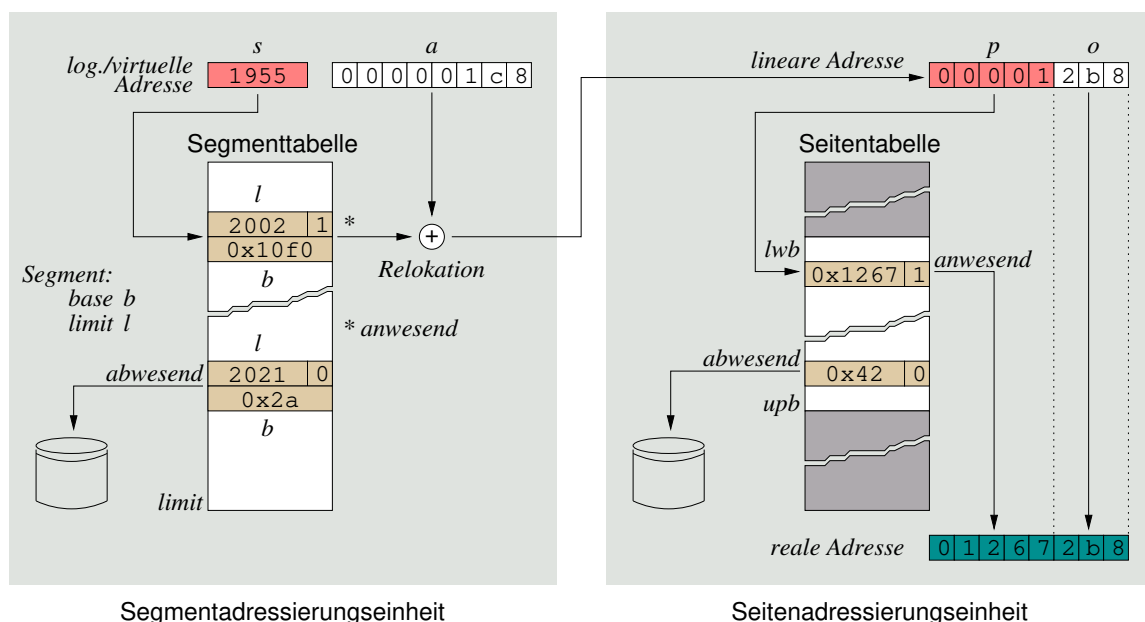 s a
log./virtuelle Adresse
1955
0 0 0 0 0 1 c 8
Segmenttabelle
l
2002 1 *
0x10f0
b
Relokation
Segment:
base b
limit l
* anwesend
l
abwesend
2021 0
0x2a
b
limit
Segmentadressierungseinheit
p o
lineare Adresse
0 0 0 0 1 2 b 8
Seitentabelle
lwb
anwesend
0x1267 1
abwesend
0x42 0
upb
reale Adresse
0 1 2 6 7 2 b 8
Seitenadressierungseinheit